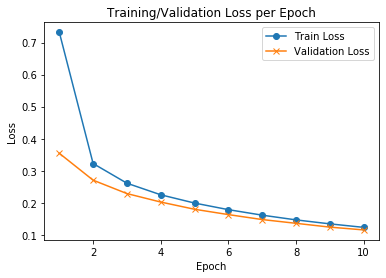 Training/Validation Loss per Epoch
Train Loss
Validation Loss
0.7
0.6
0.5
0.4
0.3
0.2
0.1
Loss
2 4 6 8 10
Epoch